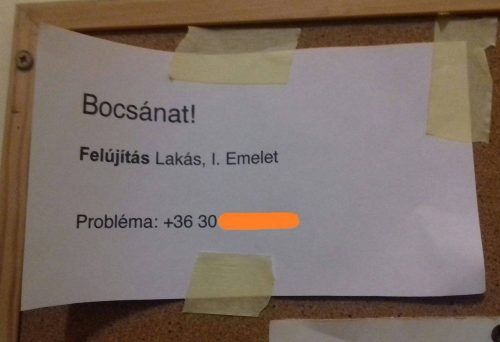 Bocsánat!
Felújítás Lakás, I. Emelet
Probléma: +36 30